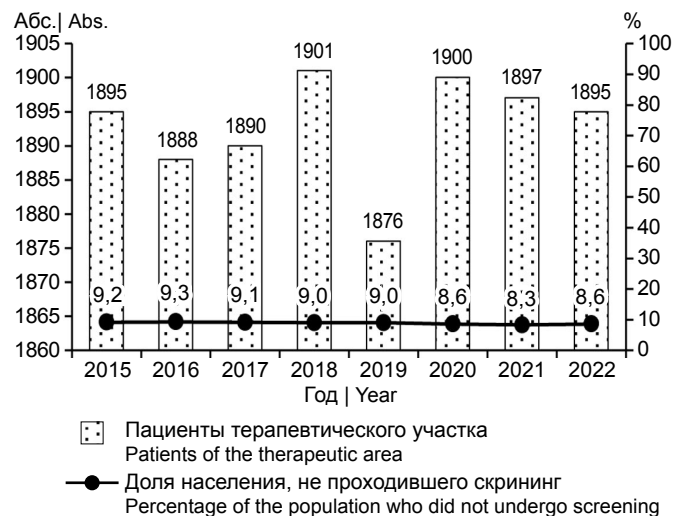 Абс.| Abs. %
1905 100
1901 1900
1900 90
1897
1895 1895
1895 80
1890
1888
1890 70
1885 60
1880 50
1876
1875 40
1870 30
1865 20
9,2 9,3 9,1 9,0 9,0 8,6 8,3 8,6
1865 10
1860 0
2015 2016 2017 2018 2019 2020 2021 2022
Год | Year
Пациенты терапевтического участка
Patients of the therapeutic area
Доля населения, не проходившего скрининг
Percentage of the population who did not undergo screening